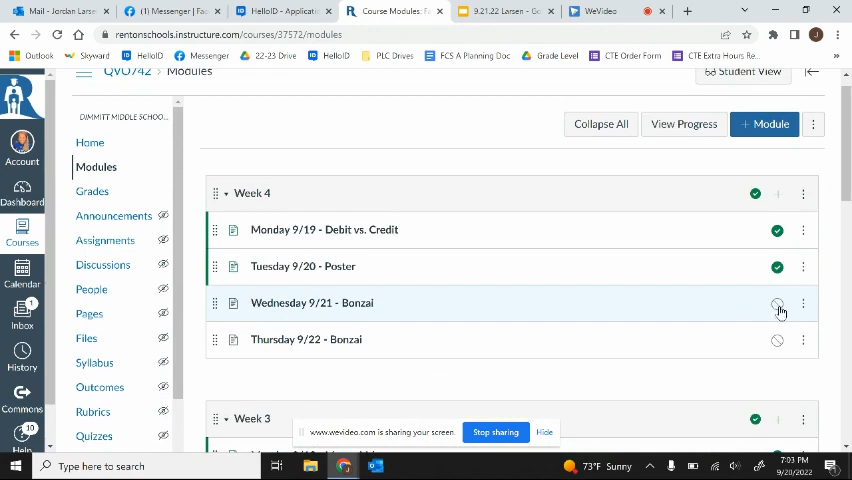 Mail - Jordan Larse
(1) Messenger | Fac
HelloID - Applicatio
Course Modules: Fa
9.21.22 Larsen - Go
WeVideo
rentonschools.instructure.com/courses/37572/modules
Outlook
Skyward
HelloID
Messenger
22-23 Drive
HelloID
PLC Drives
FCS A Planning Doc
Grade Level
CTE Order Form
CTE Extra Hours Re...
QVO742
Modules
Student View
DIMMITT MIDDLE SCHOO...
Home
Modules
Grades
Announcements
Assignments
Discussions
People
Pages
Files
Syllabus
Outcomes
Rubrics
Quizzes
Account
Dashboard
Courses
Calendar
1
Inbox
History
Commons
10
Help
Collapse All
View Progress
+ Module
Week 4
Monday 9/19 - Debit vs. Credit
Tuesday 9/20 - Poster
Wednesday 9/21 - Bonzai
Thursday 9/22 - Bonzai
Week 3
www.wevideo.com is sharing your screen.
Stop sharing
Hide
Type here to search
73°F Sunny
7:03 PM
9/20/2022